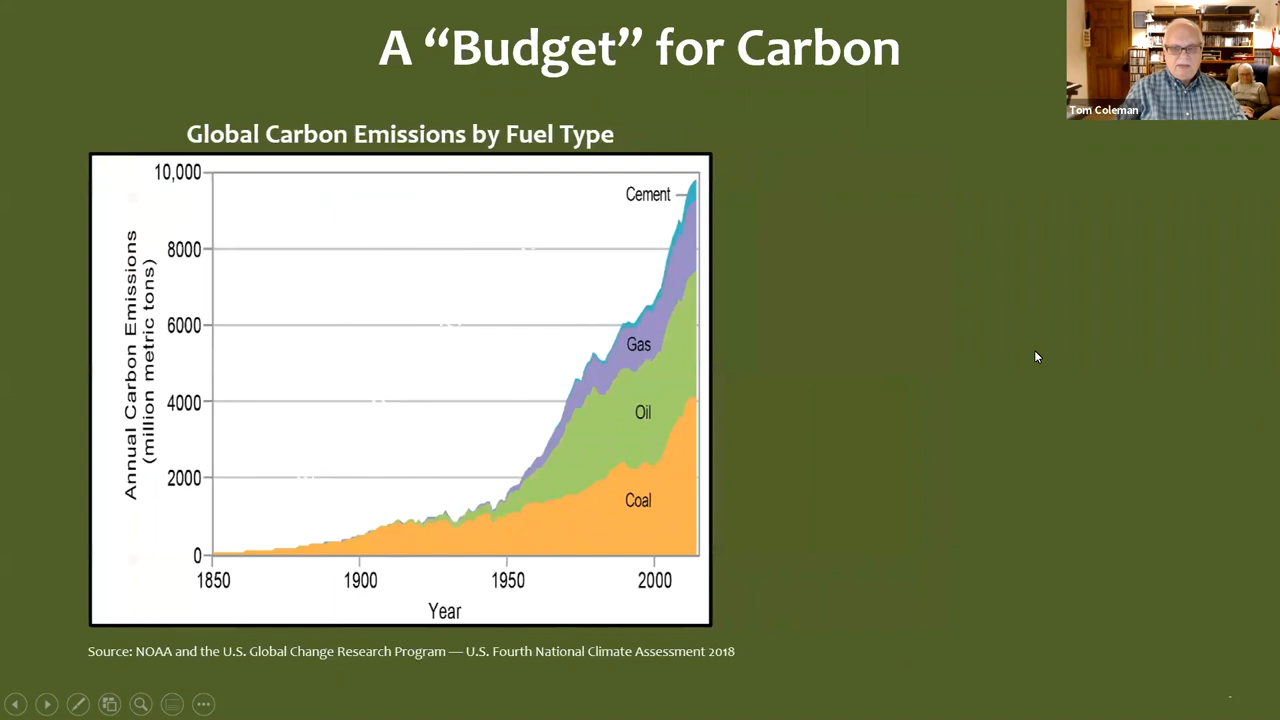 A “Budget” for Carbon
Tom Coleman
Global Carbon Emissions by Fuel Type
10,000
8000
6000
4000
2000
0
Annual Carbon Emissions
(million metric tons)
Cement
Gas
Oil
Coal
1850
1900
1950
2000
Year
Source: NOAA and the U.S. Global Change Research Program — U.S. Fourth National Climate Assessment 2018